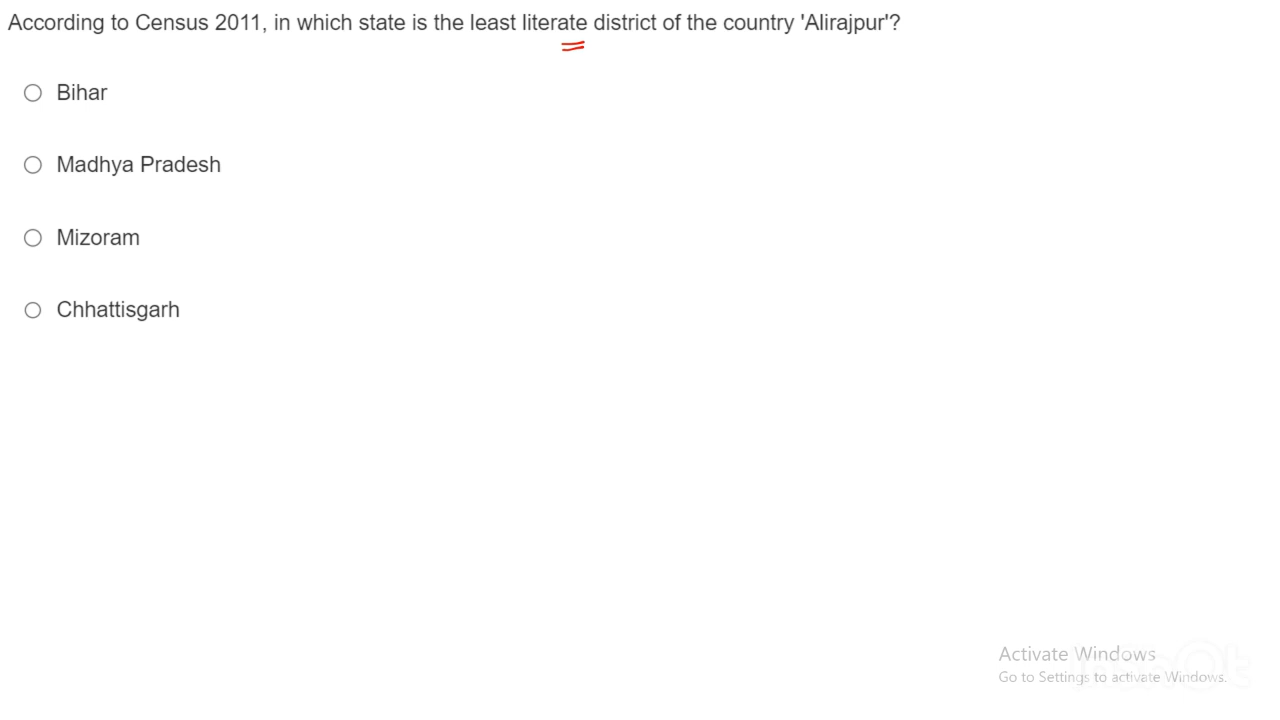 According to Census 2011, in which state is the least literate district of the country 'Alirajpur'?
Bihar
Madhya Pradesh
Mizoram
Chhattisgarh
Activate Windows
Go to Settings to activate Windows.